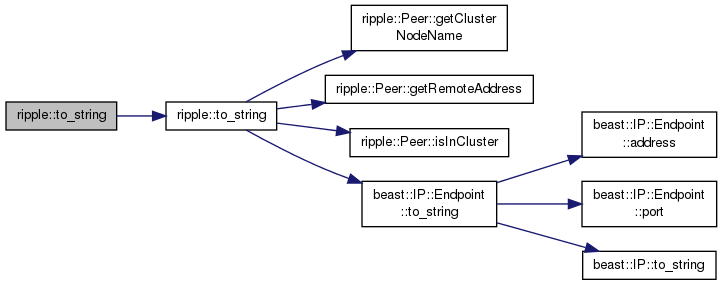 ripple::to_string
ripple::to_string
ripple::Peer::getCluster
NodeName
ripple::Peer::getRemoteAddress
ripple::Peer::isInCluster
beast::IP::Endpoint
::to_string
beast::IP::Endpoint
::address
beast::IP::Endpoint
::port
beast::IP::to_string